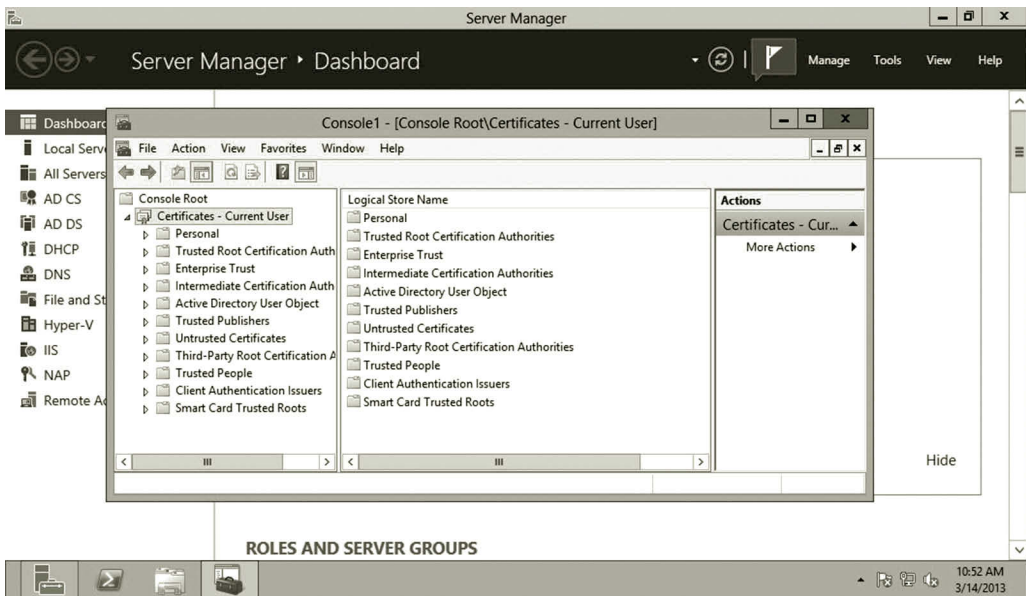 Server Manager
Server Manager ‣ Dashboard
Manage Tools View Help
Dashboard
Local Serv
All Servers
AD CS
AD DS
DHCP
DNS
File and St
Hyper-V
IIS
NAP
Remote Ac
Console1 - [Console Root\Certificates - Current User]
File Action View Favorites Window Help
Console Root
Certificates - Current User
Personal
Trusted Root Certification Auth
Enterprise Trust
Intermediate Certification Auth
Active Directory User Object
Trusted Publishers
Untrusted Certificates
Third-Party Root Certification A
Trusted People
Client Authentication Issuers
Smart Card Trusted Roots
Logical Store Name
Personal
Trusted Root Certification Authorities
Enterprise Trust
Intermediate Certification Authorities
Active Directory User Object
Trusted Publishers
Untrusted Certificates
Third-Party Root Certification Authorities
Trusted People
Client Authentication Issuers
Smart Card Trusted Roots
Actions
Certificates - Cur...
More Actions
Hide
ROLES AND SERVER GROUPS
10:52 AM
3/14/2013